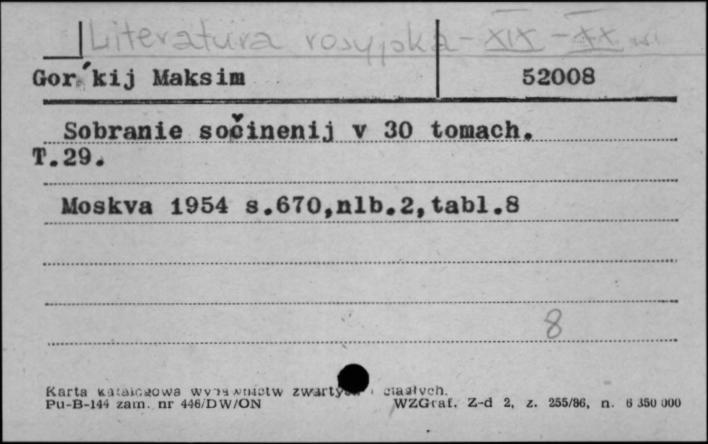 Literatura rosyjska - XIX - XX w.
Gor'kij Maksim 52008
Sobranie sočinenij v 30 tomach.
T.29.
Moskva 1954 s.670,nlb.2,tabl.8
8
Karta katalogowa wydawnictw zwartych i ciągłych.
Pu-B-144 zam. nr 446/DW/ON WZGraf. Z-d 2, z. 255/86, n. 6 350 000